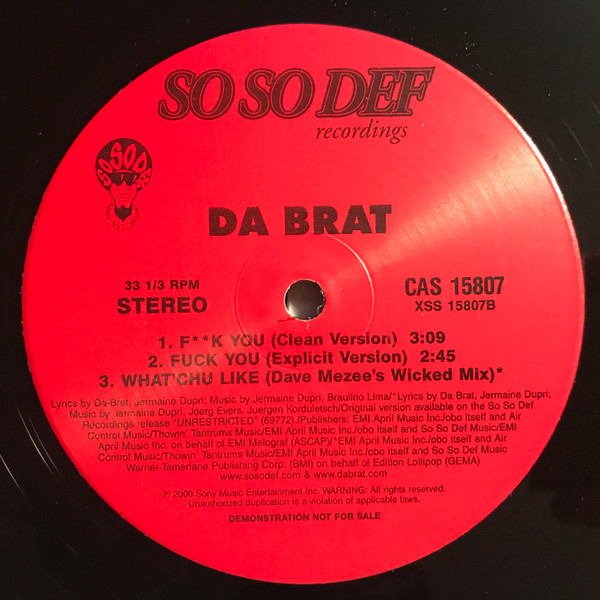 SO SO DEF
recordings
SO SO DEF
DA BRAT
33 1/3 RPM
STEREO
CAS 15807
XSS 15807B
1. F**K YOU (Clean Version) 3:09
2. FUCK YOU (Explicit Version) 2:45
3. WHAT'CHU LIKE (Dave Mezee's Wicked Mix)*
Lyrics by Da-Brat, Jermaine Dupri; Music by Jermaine Dupri, Braulino Lima/*Lyrics by Da Brat, Jermaine Dupri;
Music by Jermaine Dupri, Joerg Evers, Juergen Korduletsch/Original version available on the So So Def
Recordings release "UNRESTRICTED" (69772)./Publishers: EMI April Music Inc./obo itself and Air
Control Music/Thowin' Tantrums Music/EMI April Music Inc./obo itself and So So Def Music/EMI
April Music Inc. on behalf of EMI Melograf (ASCAP)/*EMI April Music Inc./obo itself and Air
Control Music/Thowin' Tantrums Music/EMI April Music Inc./obo itself and So So Def Music
Warner-Tamerlane Publishing Corp. (BMI) on behalf of Edition Lollipop (GEMA)
www.sosodef.com & www.dabrat.com
℗ 2000 Sony Music Entertainment Inc. WARNING: All rights reserved.
Unauthorized duplication is a violation of applicable laws.
DEMONSTRATION NOT FOR SALE